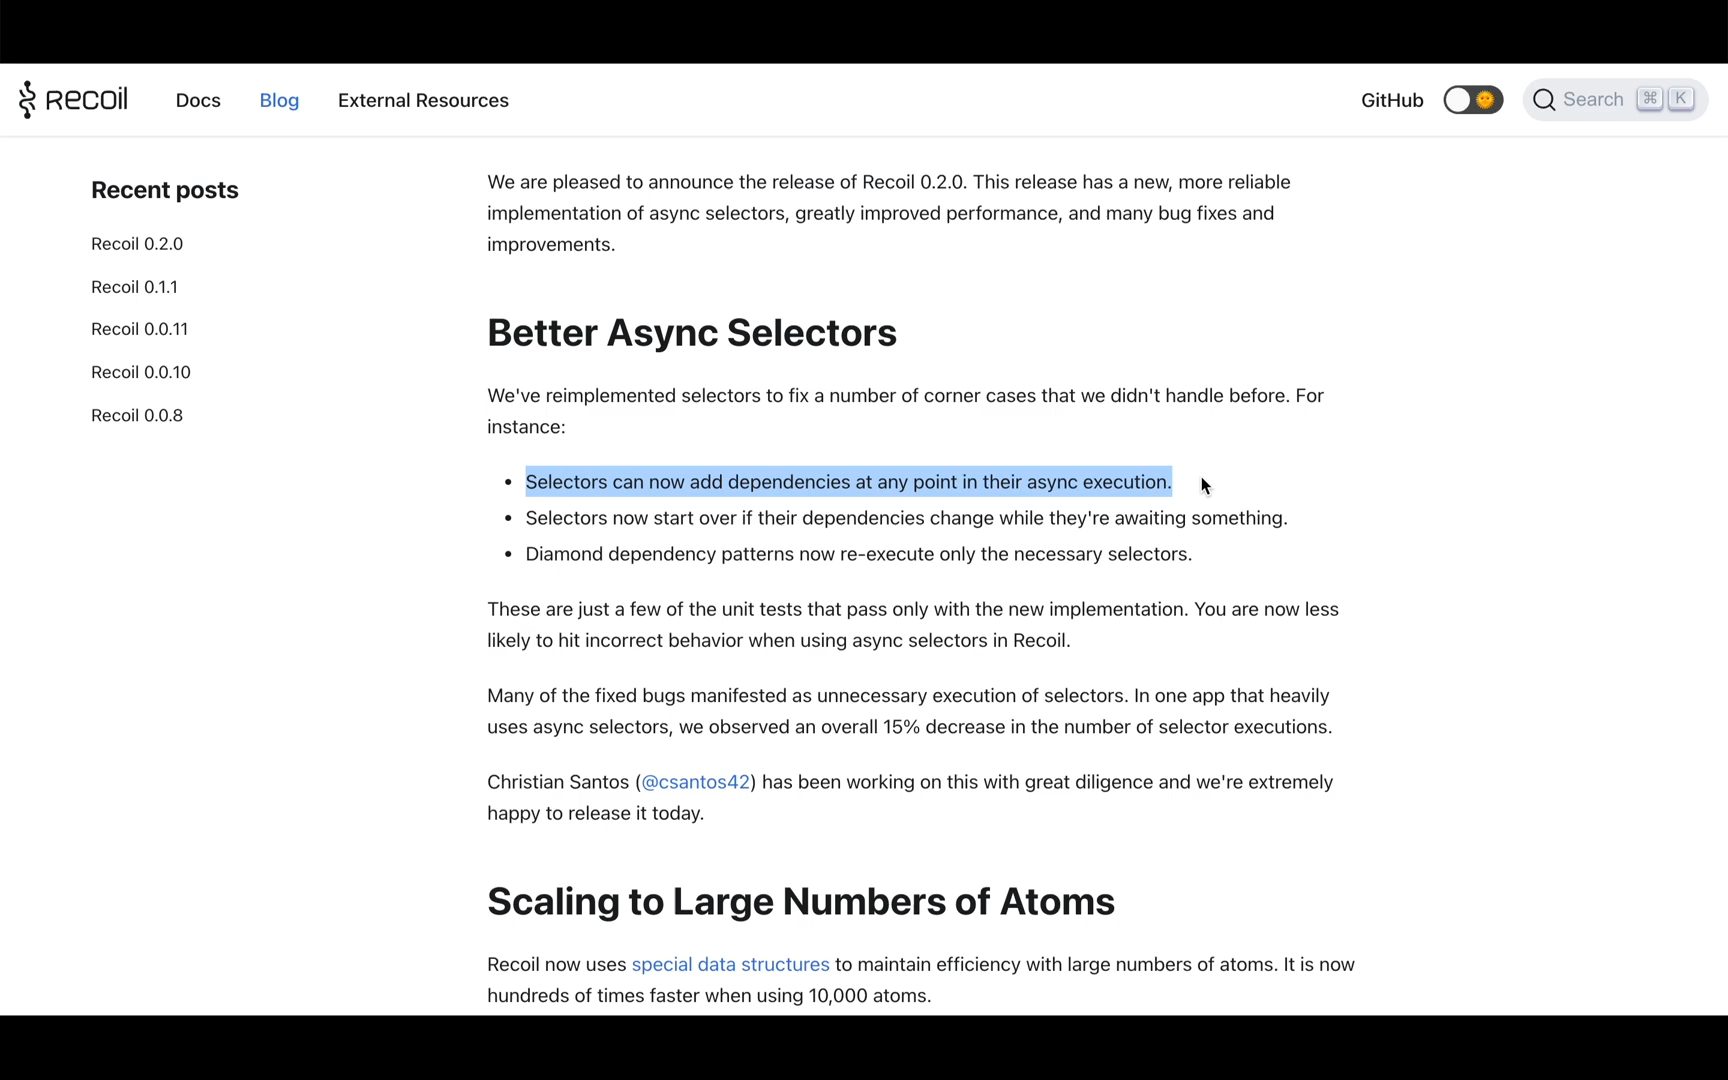 RECOIL Docs Blog External Resources GitHub Search ⌘ K
Recent posts
Recoil 0.2.0
Recoil 0.1.1
Recoil 0.0.11
Recoil 0.0.10
Recoil 0.0.8
We are pleased to announce the release of Recoil 0.2.0. This release has a new, more reliable
implementation of async selectors, greatly improved performance, and many bug fixes and
improvements.
Better Async Selectors
We've reimplemented selectors to fix a number of corner cases that we didn't handle before. For
instance:
• Selectors can now add dependencies at any point in their async execution.
• Selectors now start over if their dependencies change while they're awaiting something.
• Diamond dependency patterns now re-execute only the necessary selectors.
These are just a few of the unit tests that pass only with the new implementation. You are now less
likely to hit incorrect behavior when using async selectors in Recoil.
Many of the fixed bugs manifested as unnecessary execution of selectors. In one app that heavily
uses async selectors, we observed an overall 15% decrease in the number of selector executions.
Christian Santos (@csantos42) has been working on this with great diligence and we're extremely
happy to release it today.
Scaling to Large Numbers of Atoms
Recoil now uses special data structures to maintain efficiency with large numbers of atoms. It is now
hundreds of times faster when using 10,000 atoms.